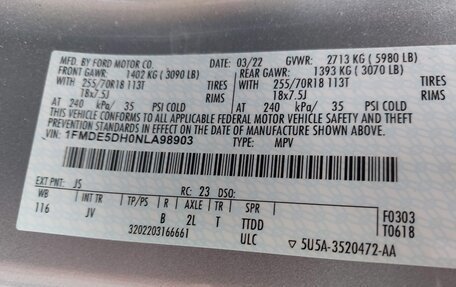 MFD. BY FORD MOTOR CO.
03/22 GVWR: 2713 KG ( 5980 LB)
FRONT GAWR: 1402 KG ( 3090 LB) REAR GAWR: 1393 KG ( 3070 LB)
WITH 255/70R18 113T TIRES WITH 255/70R18 113T TIRES
18x7.5J RIMS 18x7.5J RIMS
AT 240 kPa/ 35 PSI COLD AT 240 kPa/ 35 PSI COLD
THIS VEHICLE CONFORMS TO ALL APPLICABLE FEDERAL MOTOR VEHICLE SAFETY AND THEFT
PREVENTION STANDARDS IN EFFECT ON THE DATE OF MANUFACTURE SHOWN ABOVE.
VIN: 1FMDE5DH0NLA98903 TYPE: MPV
EXT PNT: JS RC: 23 DSO:
WB TP/PS R AXLE TR SPR F0303
116 JV B 2L T TTDD T0618
3202203166661 ULC ▽ 5U5A-3520472-AA